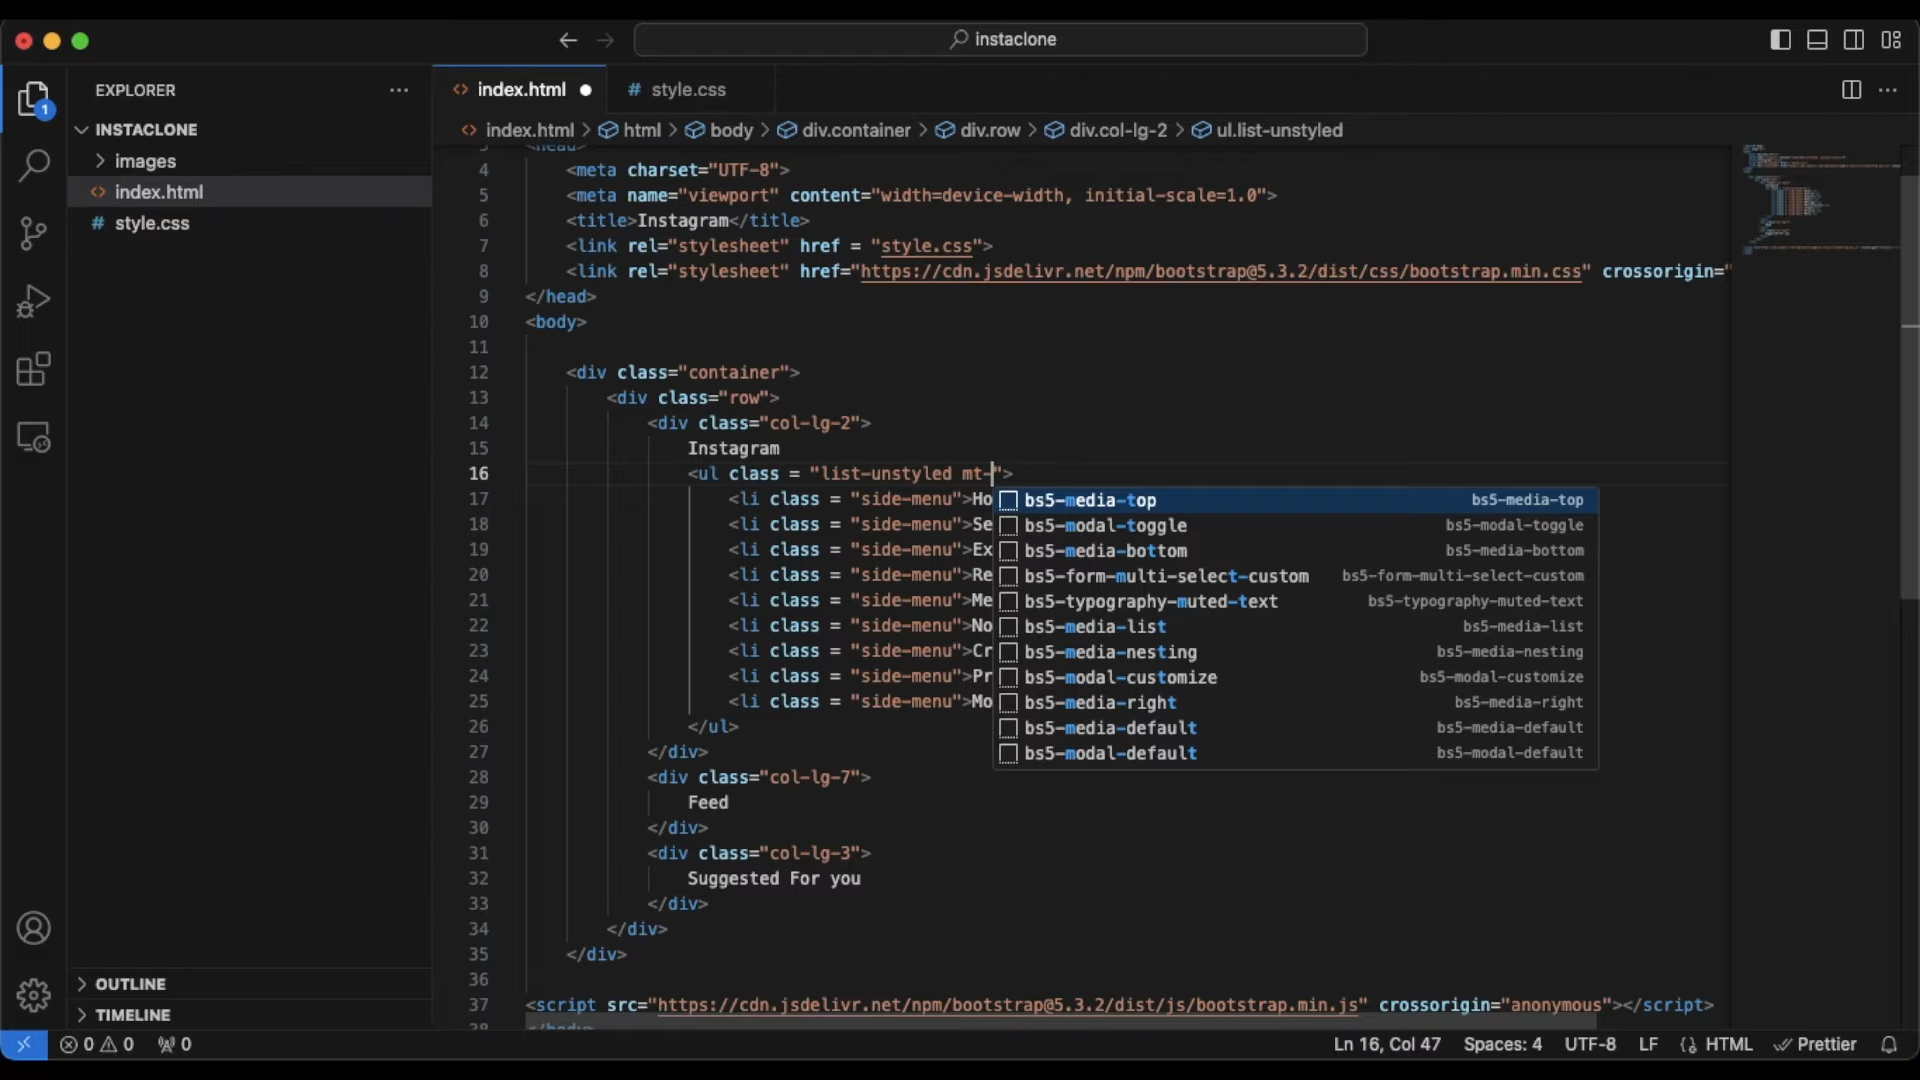 instaclone
EXPLORER
INSTACLONE
images
index.html
style.css
OUTLINE
TIMELINE
1
index.html
style.css
index.html > html > body > div.container > div.row > div.col-lg-2 > ul.list-unstyled
3 <head>
4 <meta charset="UTF-8">
5 <meta name="viewport" content="width=device-width, initial-scale=1.0">
6 <title>Instagram</title>
7 <link rel="stylesheet" href = "style.css">
8 <link rel="stylesheet" href="https://cdn.jsdelivr.net/npm/bootstrap@5.3.2/dist/css/bootstrap.min.css" crossorigin="
9 </head>
10 <body>
11
12 <div class="container">
13 <div class="row">
14 <div class="col-lg-2">
15 Instagram
16 <ul class = "list-unstyled mt-">
17 <li class = "side-menu">Ho
18 <li class = "side-menu">Se
19 <li class = "side-menu">Ex
20 <li class = "side-menu">Re
21 <li class = "side-menu">Me
22 <li class = "side-menu">No
23 <li class = "side-menu">Cr
24 <li class = "side-menu">Pr
25 <li class = "side-menu">Mo
26 </ul>
27 </div>
28 <div class="col-lg-7">
29 Feed
30 </div>
31 <div class="col-lg-3">
32 Suggested For you
33 </div>
34 </div>
35 </div>
36
37 <script src="https://cdn.jsdelivr.net/npm/bootstrap@5.3.2/dist/js/bootstrap.min.js" crossorigin="anonymous"></script>
38 </body>
bs5-media-top bs5-media-top
bs5-modal-toggle bs5-modal-toggle
bs5-media-bottom bs5-media-bottom
bs5-form-multi-select-custom bs5-form-multi-select-custom
bs5-typography-muted-text bs5-typography-muted-text
bs5-media-list bs5-media-list
bs5-media-nesting bs5-media-nesting
bs5-modal-customize bs5-modal-customize
bs5-media-right bs5-media-right
bs5-media-default bs5-media-default
bs5-modal-default bs5-modal-default
0 0 0 Ln 16, Col 47 Spaces: 4 UTF-8 LF HTML Prettier